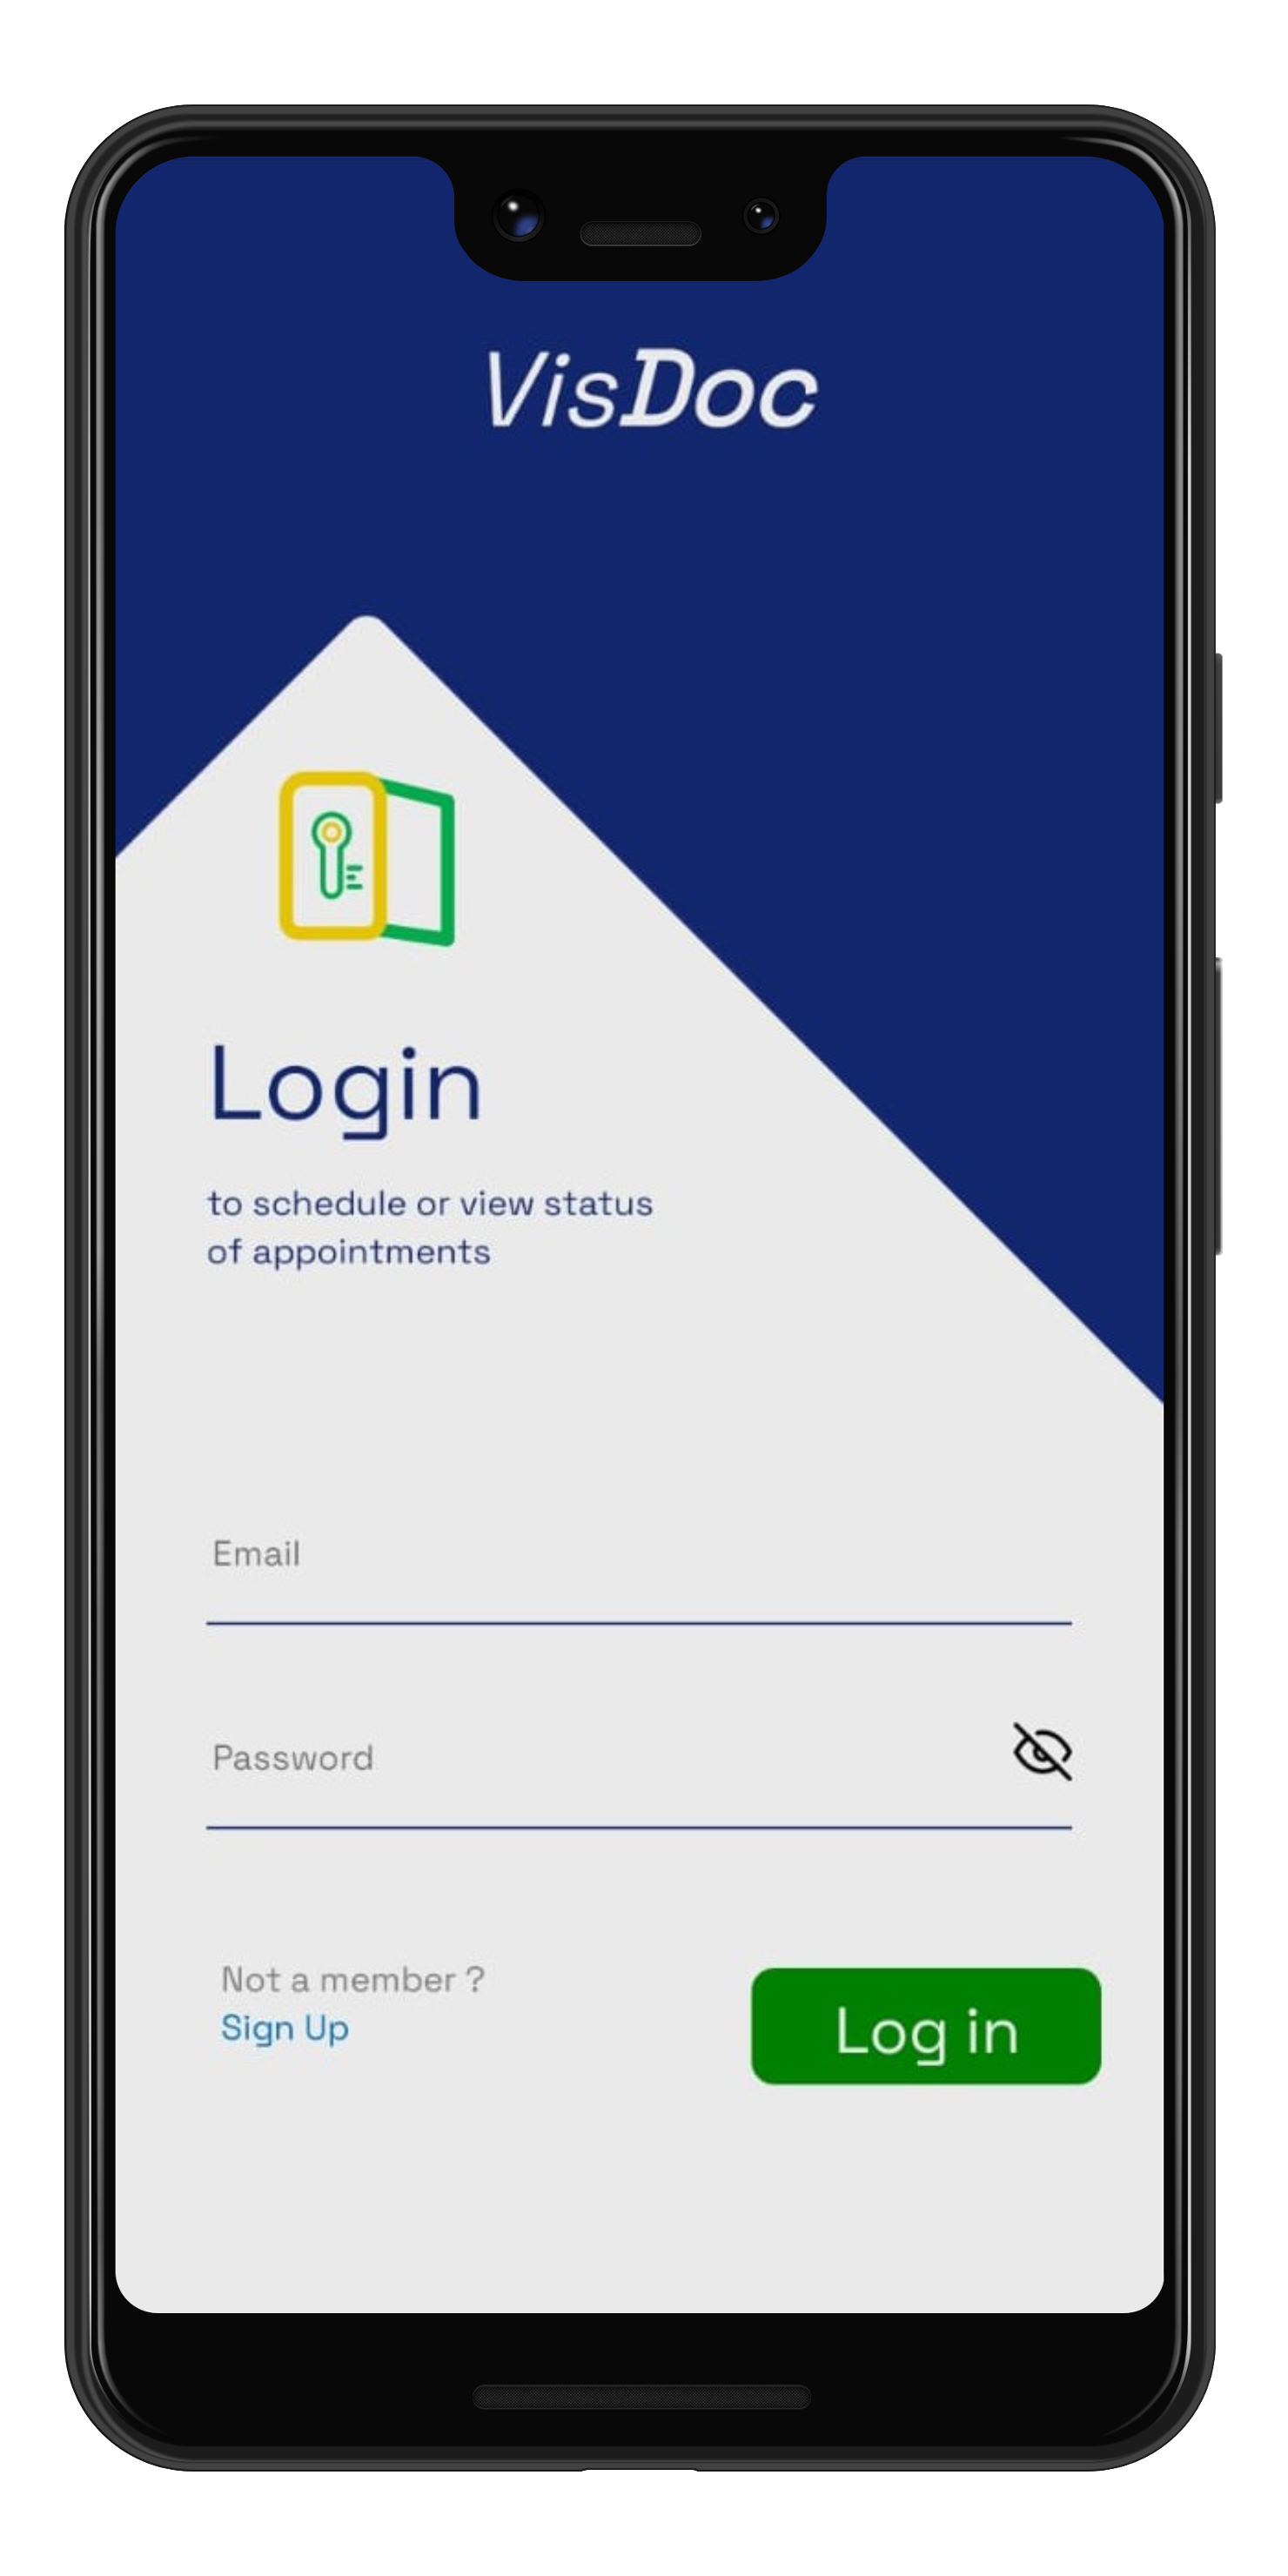 VisDoc
Login
to schedule or view status
of appointments
Email
Password
Not a member ?
Sign Up
Log in